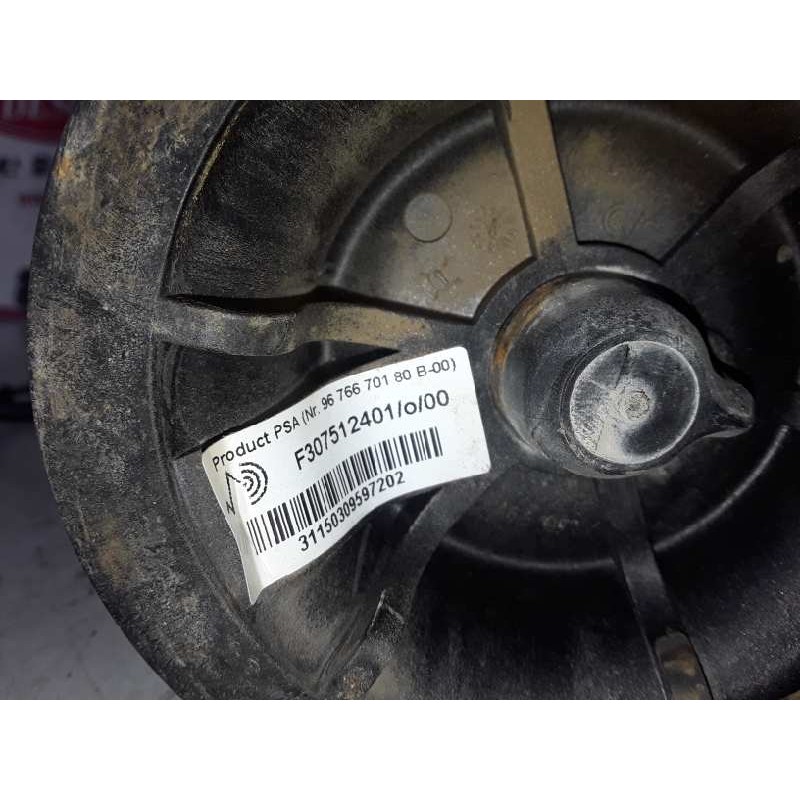 Product PSA (Nr. 96 766 701 80 B-00)
F307512401/o/00
31150309597202